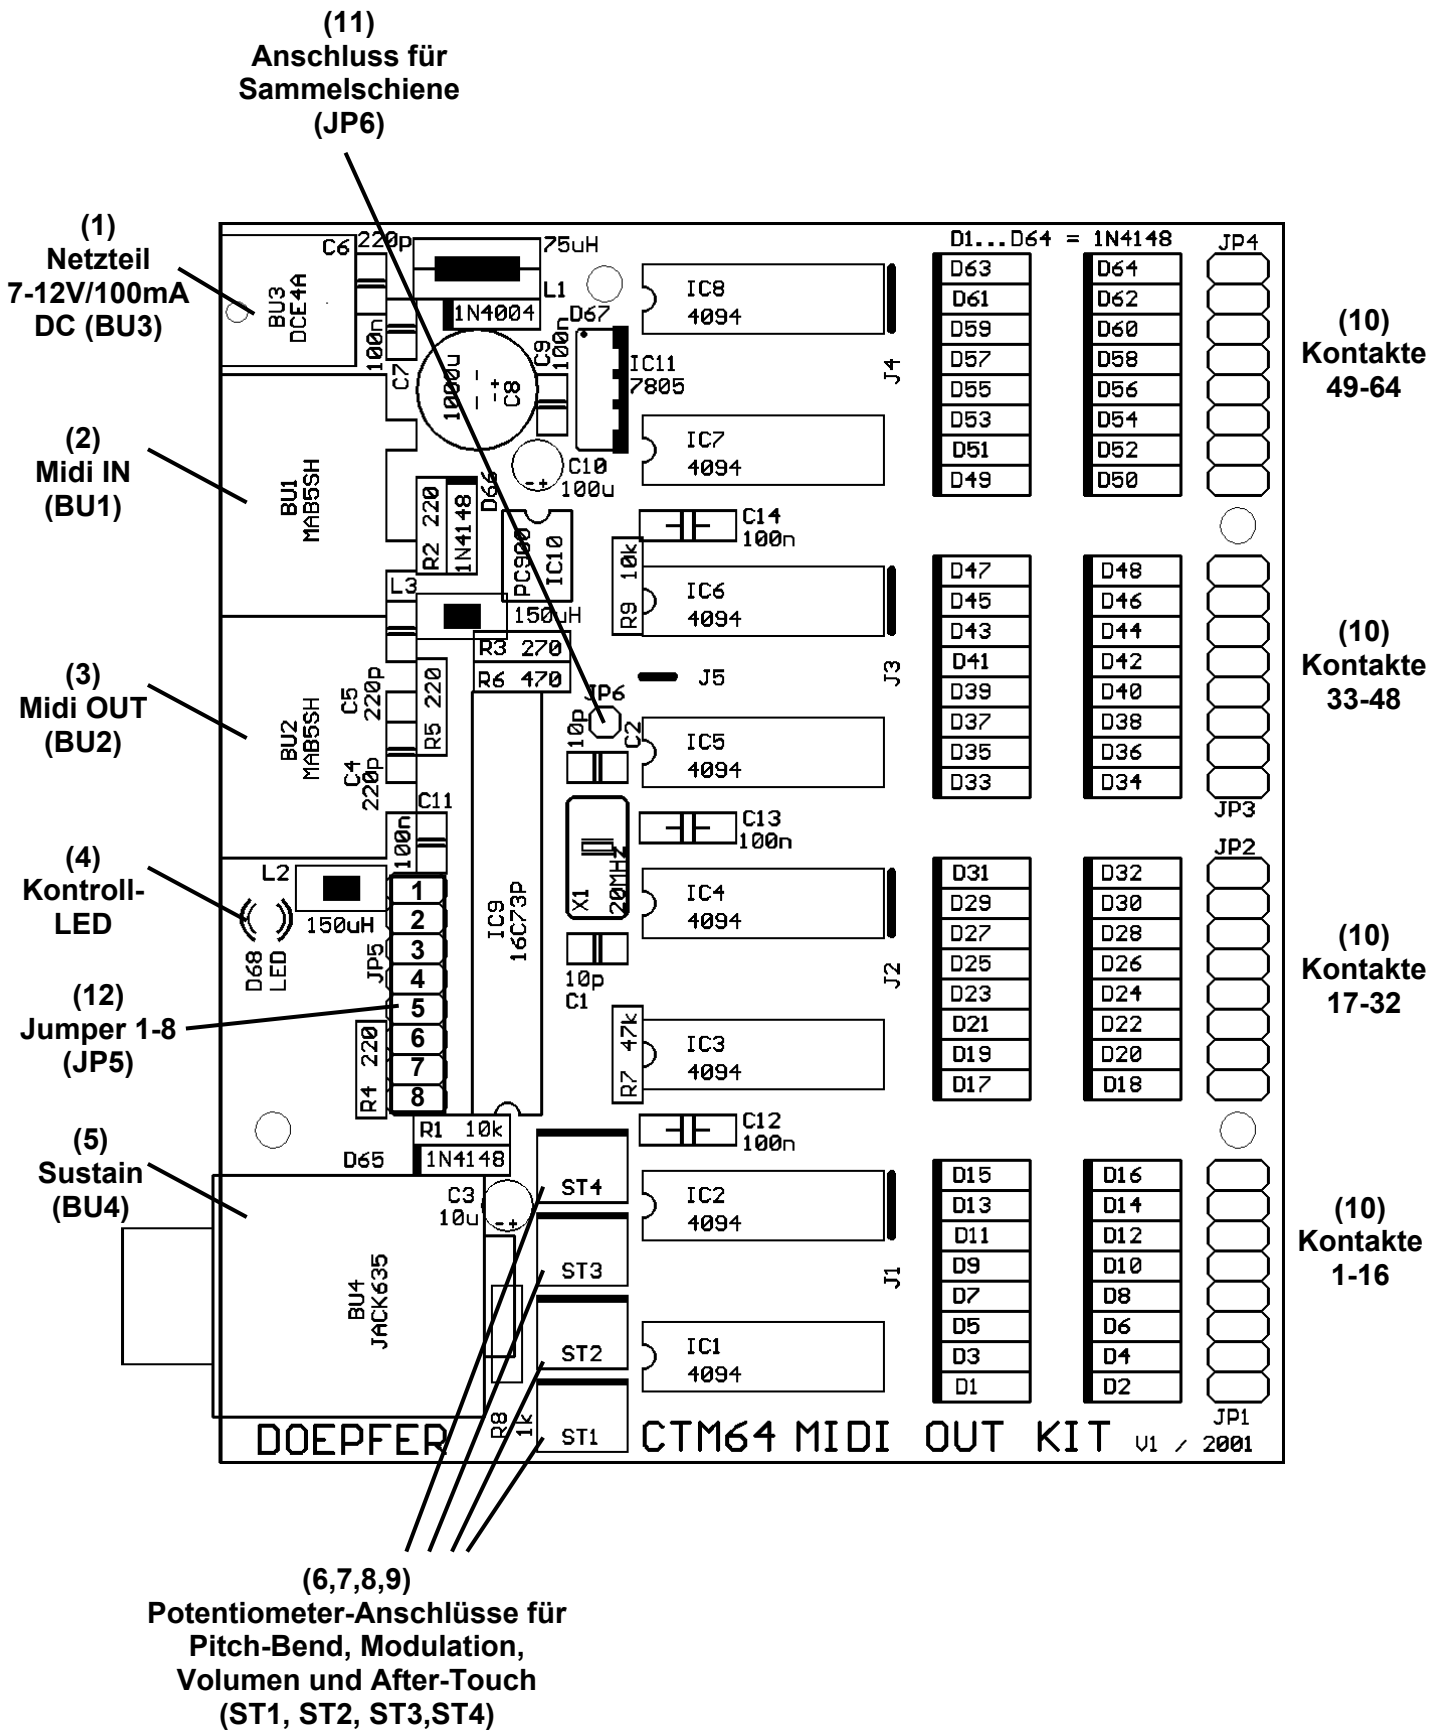 (11)
Anschluss für
Sammelschiene
(JP6)
(1)
Netzteil
7-12V/100mA
DC (BU3)
(2)
Midi IN
(BU1)
(3)
Midi OUT
(BU2)
(4)
Kontroll-
LED
(12)
Jumper 1-8
(JP5)
(5)
Sustain
(BU4)
C6
220p
75uH
L1
BU3
DCE4A
1N4004
D67
100n
C7
1000u
C8
C9
100n
IC11
7805
C10
100u
BU1
MAB5SH
R2 220
1N4148
D66
PC900
IC10
L3
150uH
R3 270
R6 470
BU2
MAB5SH
C5
220p
R5 220
C4
220p
C11
100n
JP6
10p
C2
X1
20MHZ
10p
C1
IC9
16C73P
L2
150uH
D68
LED
JP5
1
2
3
4
5
6
7
8
R4 220
R1 10k
D65
1N4148
C3
10u
BU4
JACK635
R8
1k
ST4
ST3
ST2
ST1
IC8
4094
IC7
4094
C14
100n
R9 10k
IC6
4094
J5
IC5
4094
C13
100n
IC4
4094
R7 47k
IC3
4094
C12
100n
IC2
4094
IC1
4094
J4
J3
J2
J1
D1...D64 = 1N4148
JP4
D63 D64
D61 D62
D59 D60
D57 D58
D55 D56
D53 D54
D51 D52
D49 D50
D47 D48
D45 D46
D43 D44
D41 D42
D39 D40
D37 D38
D35 D36
D33 D34
JP3
JP2
D31 D32
D29 D30
D27 D28
D25 D26
D23 D24
D21 D22
D19 D20
D17 D18
D15 D16
D13 D14
D11 D12
D9 D10
D7 D8
D5 D6
D3 D4
D1 D2
JP1
(10)
Kontakte
49-64
(10)
Kontakte
33-48
(10)
Kontakte
17-32
(10)
Kontakte
1-16
DOEPFER CTM64 MIDI OUT KIT V1 / 2001
(6,7,8,9)
Potentiometer-Anschlüsse für
Pitch-Bend, Modulation,
Volumen und After-Touch
(ST1, ST2, ST3,ST4)